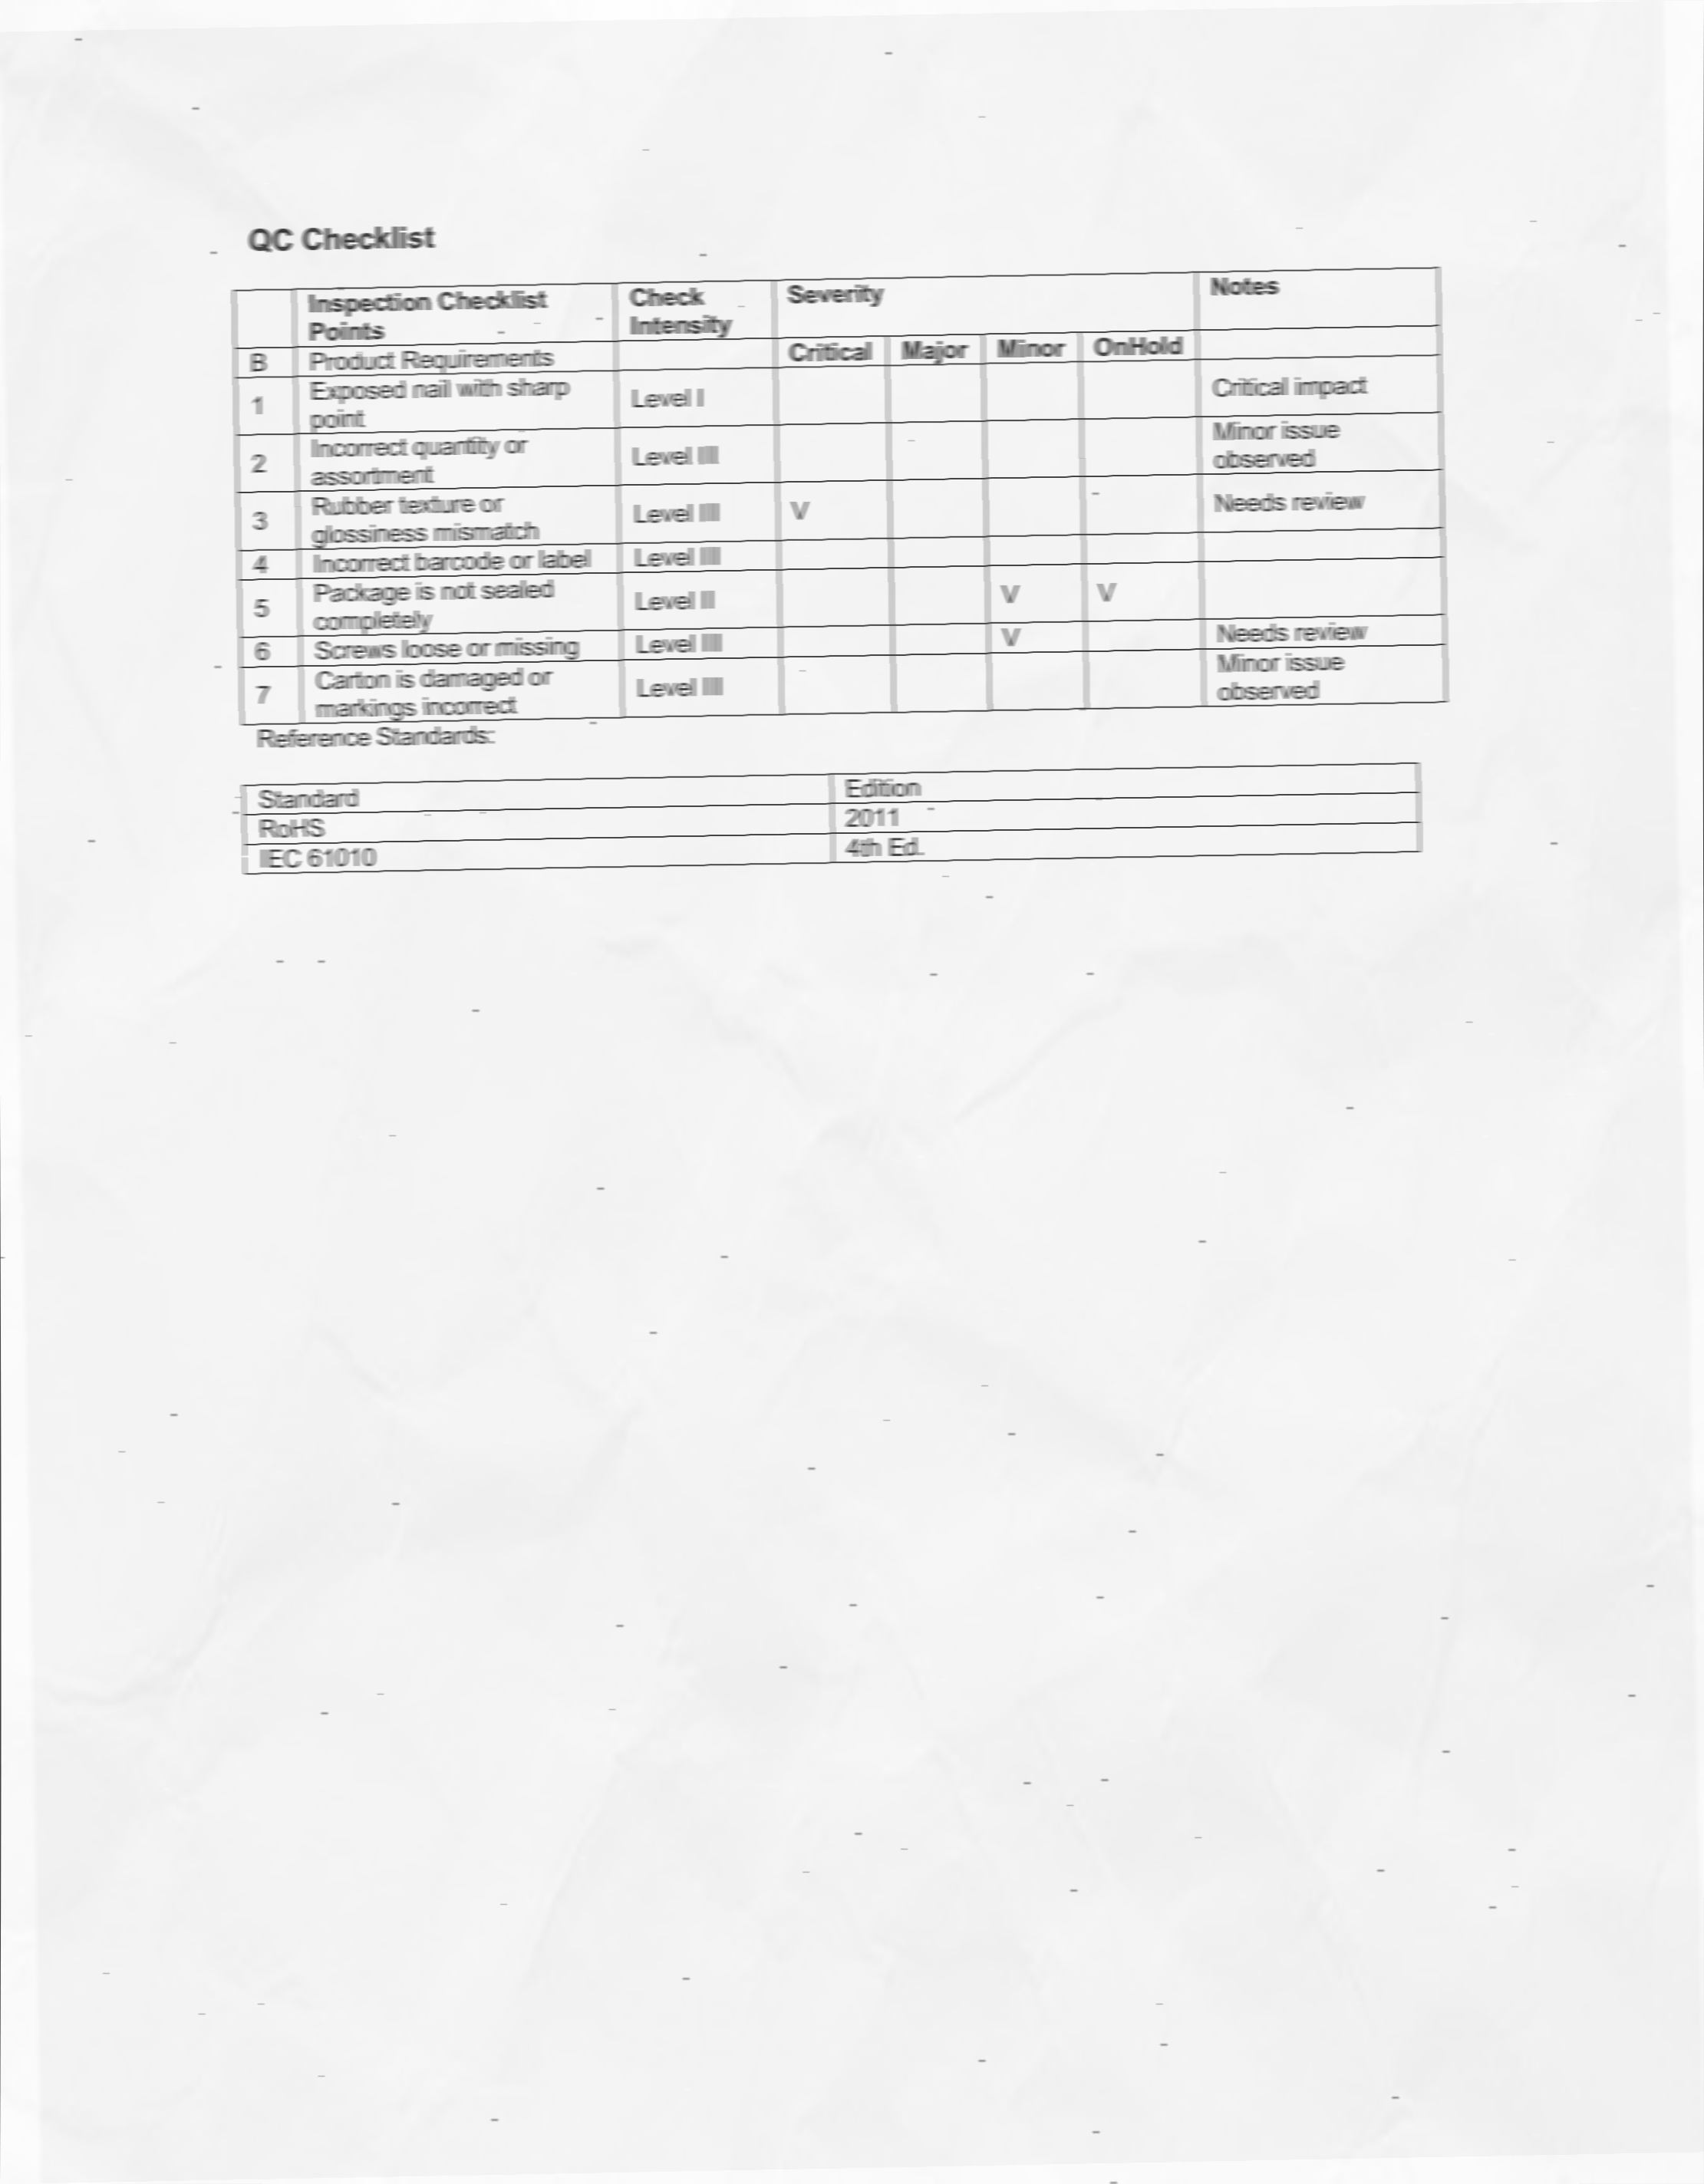 QC Checklist
Inspection Checklist Points Check Intensity Severity Notes
B Product Requirements Critical Major Minor OnHold
1 Exposed nail with sharp point Level I Critical impact
2 Incorrect quantity or assortment Level III Minor issue observed
3 Rubber texture or glossiness mismatch Level III V Needs review
4 Incorrect barcode or label Level III
5 Package is not sealed completely Level II V V
6 Screws loose or missing Level III V Needs review
7 Carton is damaged or markings incorrect Level III Minor issue observed
Reference Standards:
Standard Edition
RoHS 2011
IEC 61010 4th Ed.